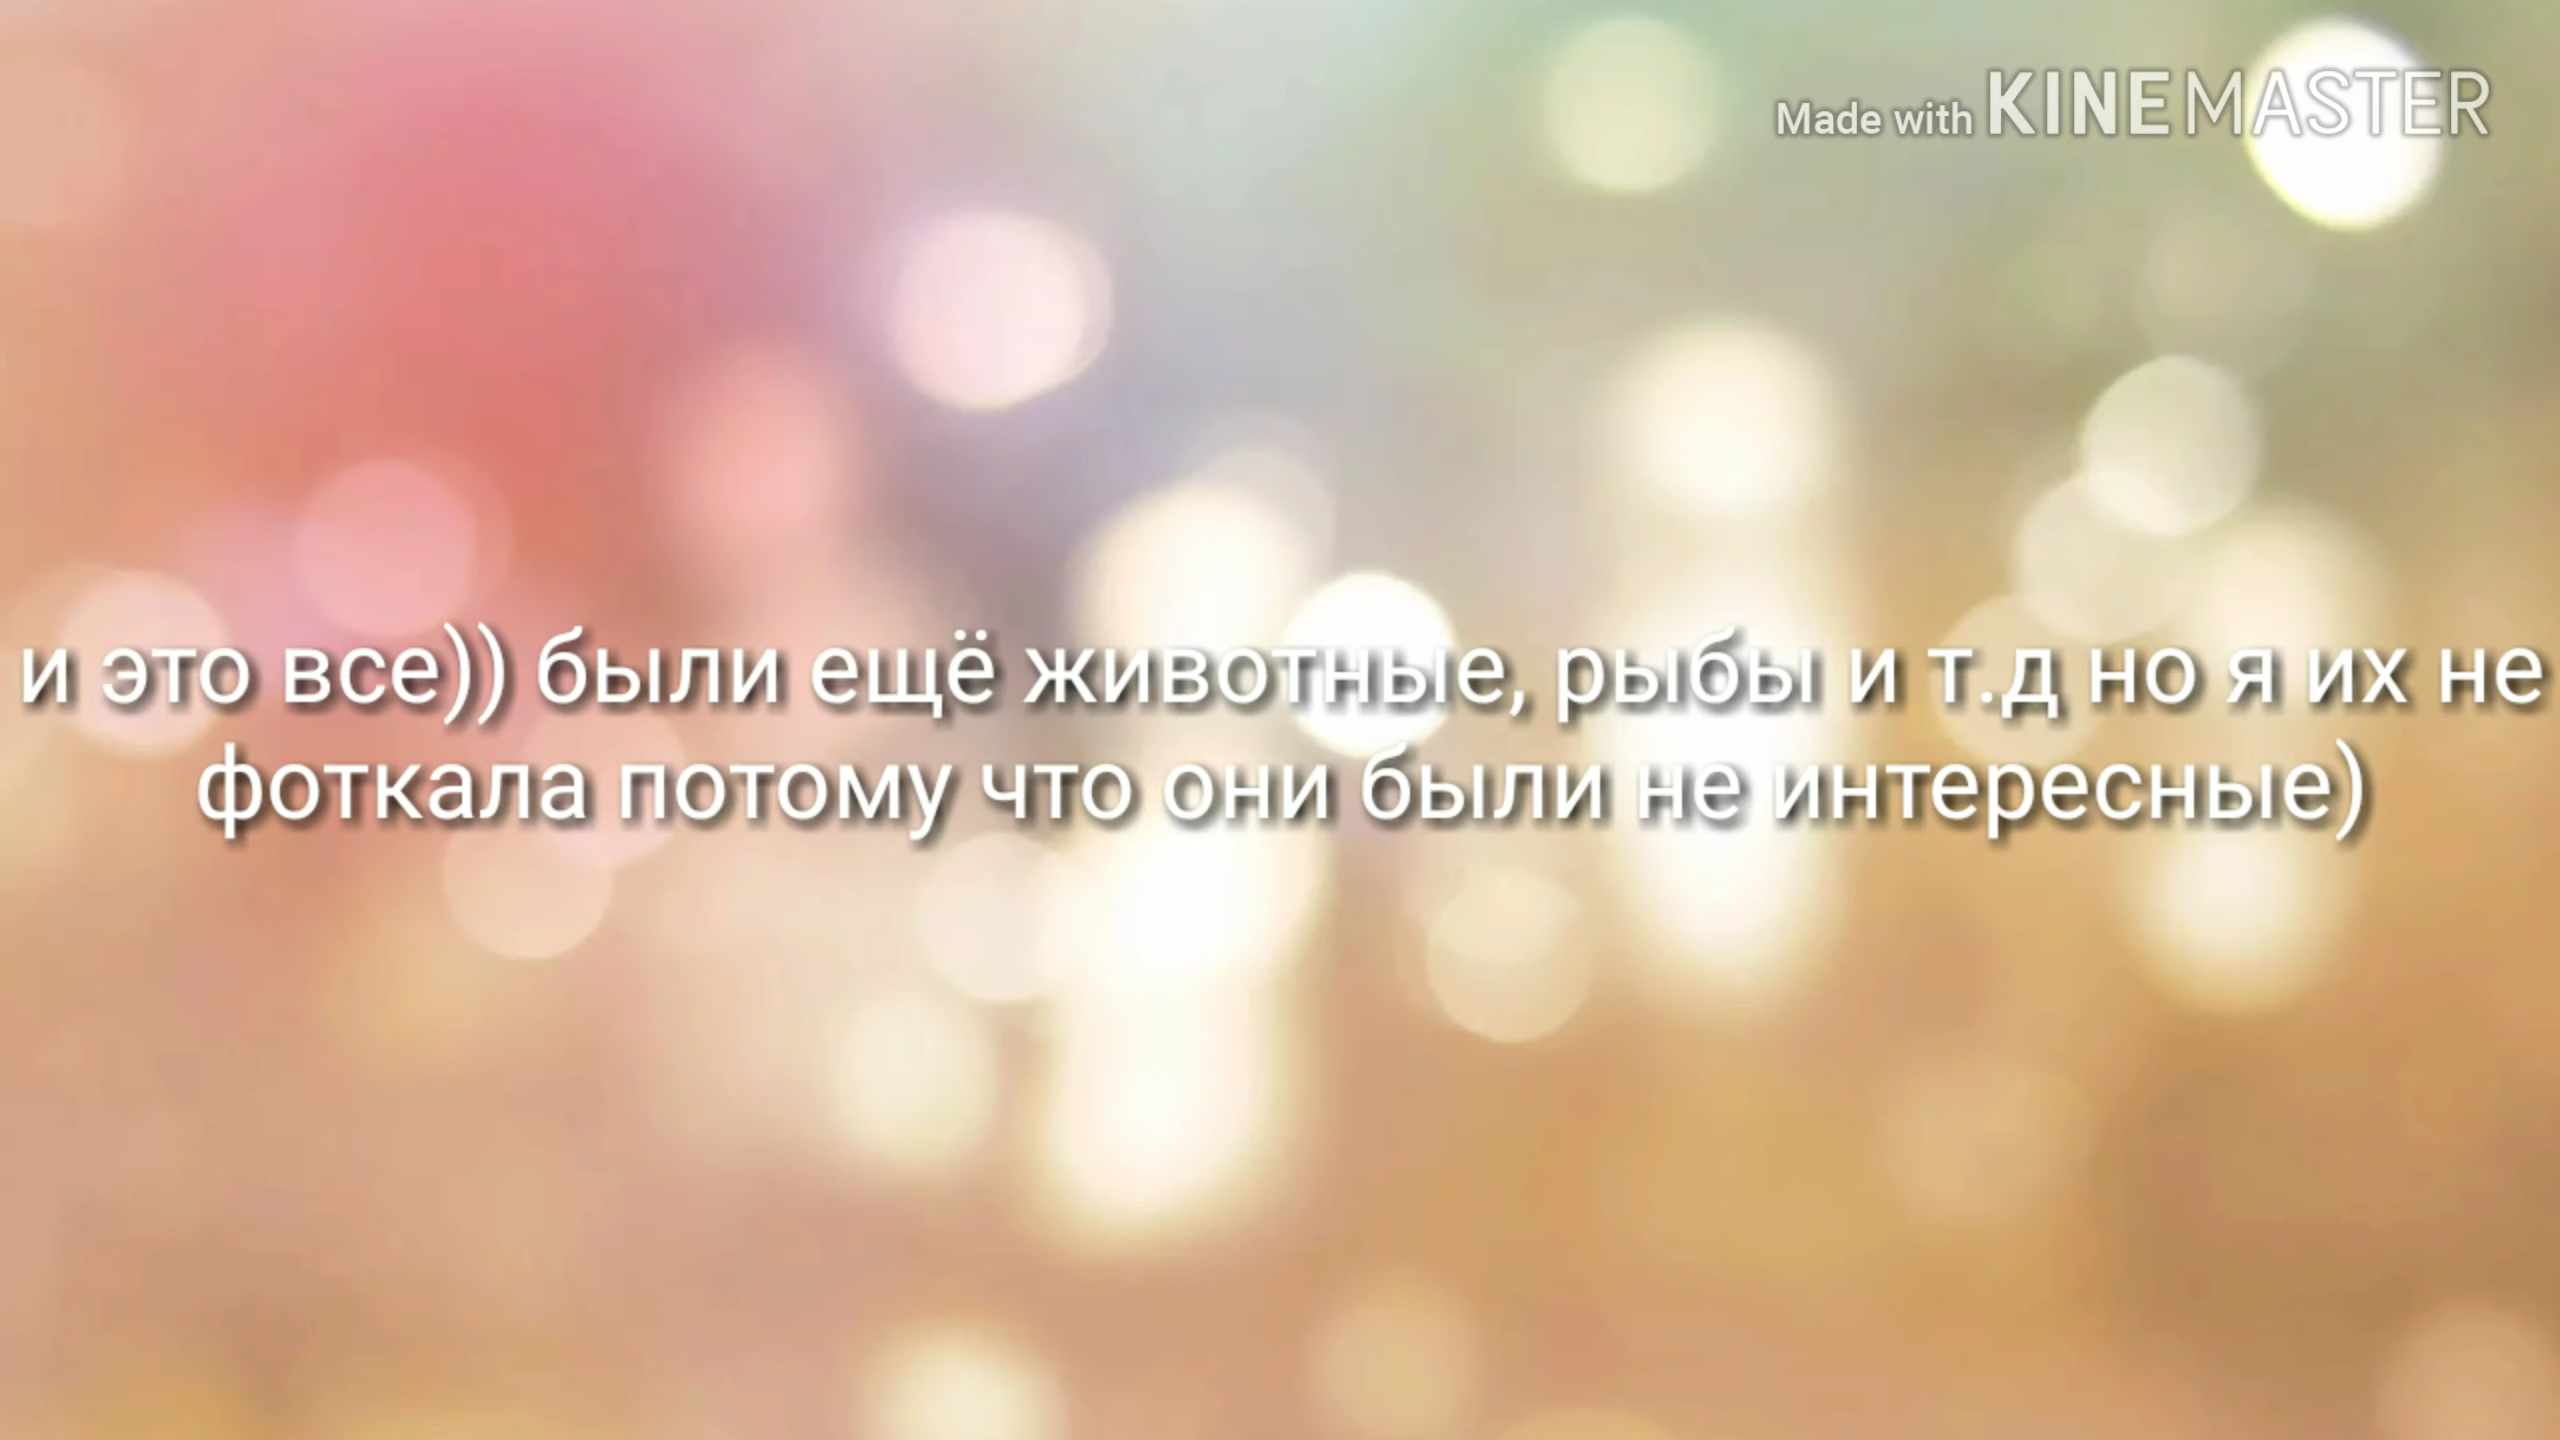 Made with KINEMASTER
и это все)) были ещё животные, рыбы и т.д но я их не
фоткала потому что они были не интересные)